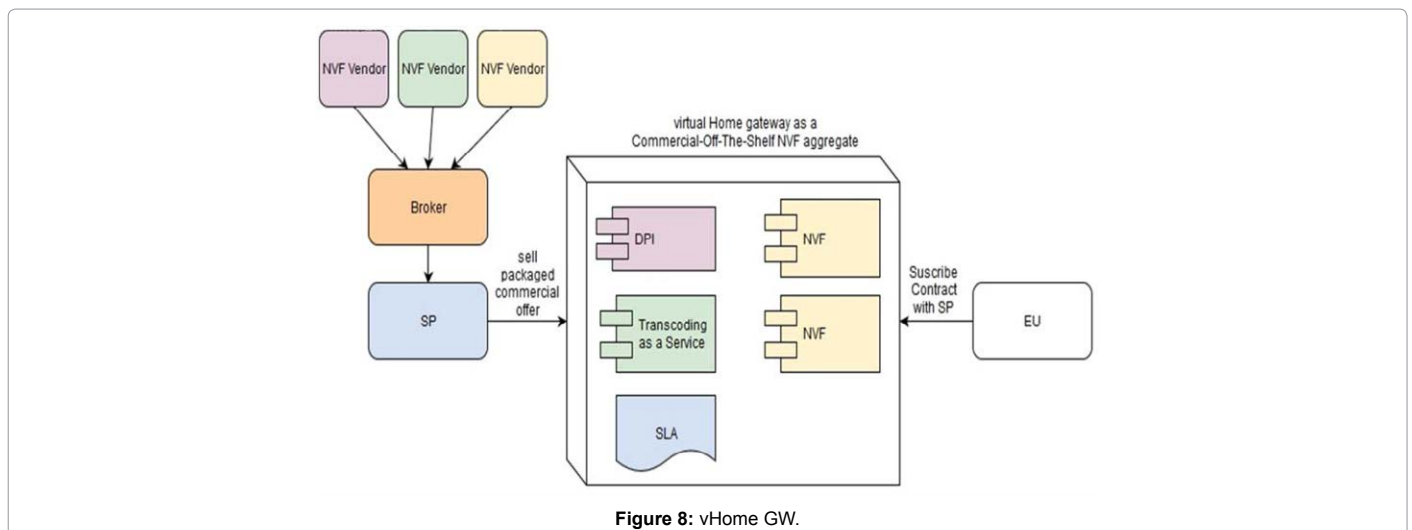 NVF Vendor
NVF Vendor
NVF Vendor
virtual Home gateway as a
Commercial-Off-The-Shelf NVF aggregate
Broker
DPI
NVF
sell
packaged
commercial
offer
Suscribe
Contract
with SP
SP
Transcoding
as a Service
NVF
EU
SLA
Figure 8: vHome GW.